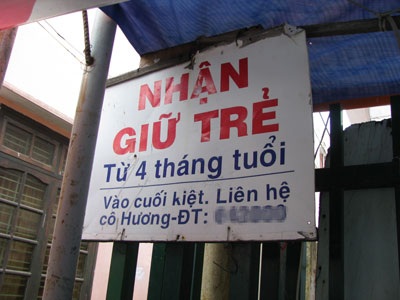 NHẬN
GIỮ TRẺ
Từ 4 tháng tuổi
Vào cuối kiệt. Liên hệ
cô Hương-ĐT: